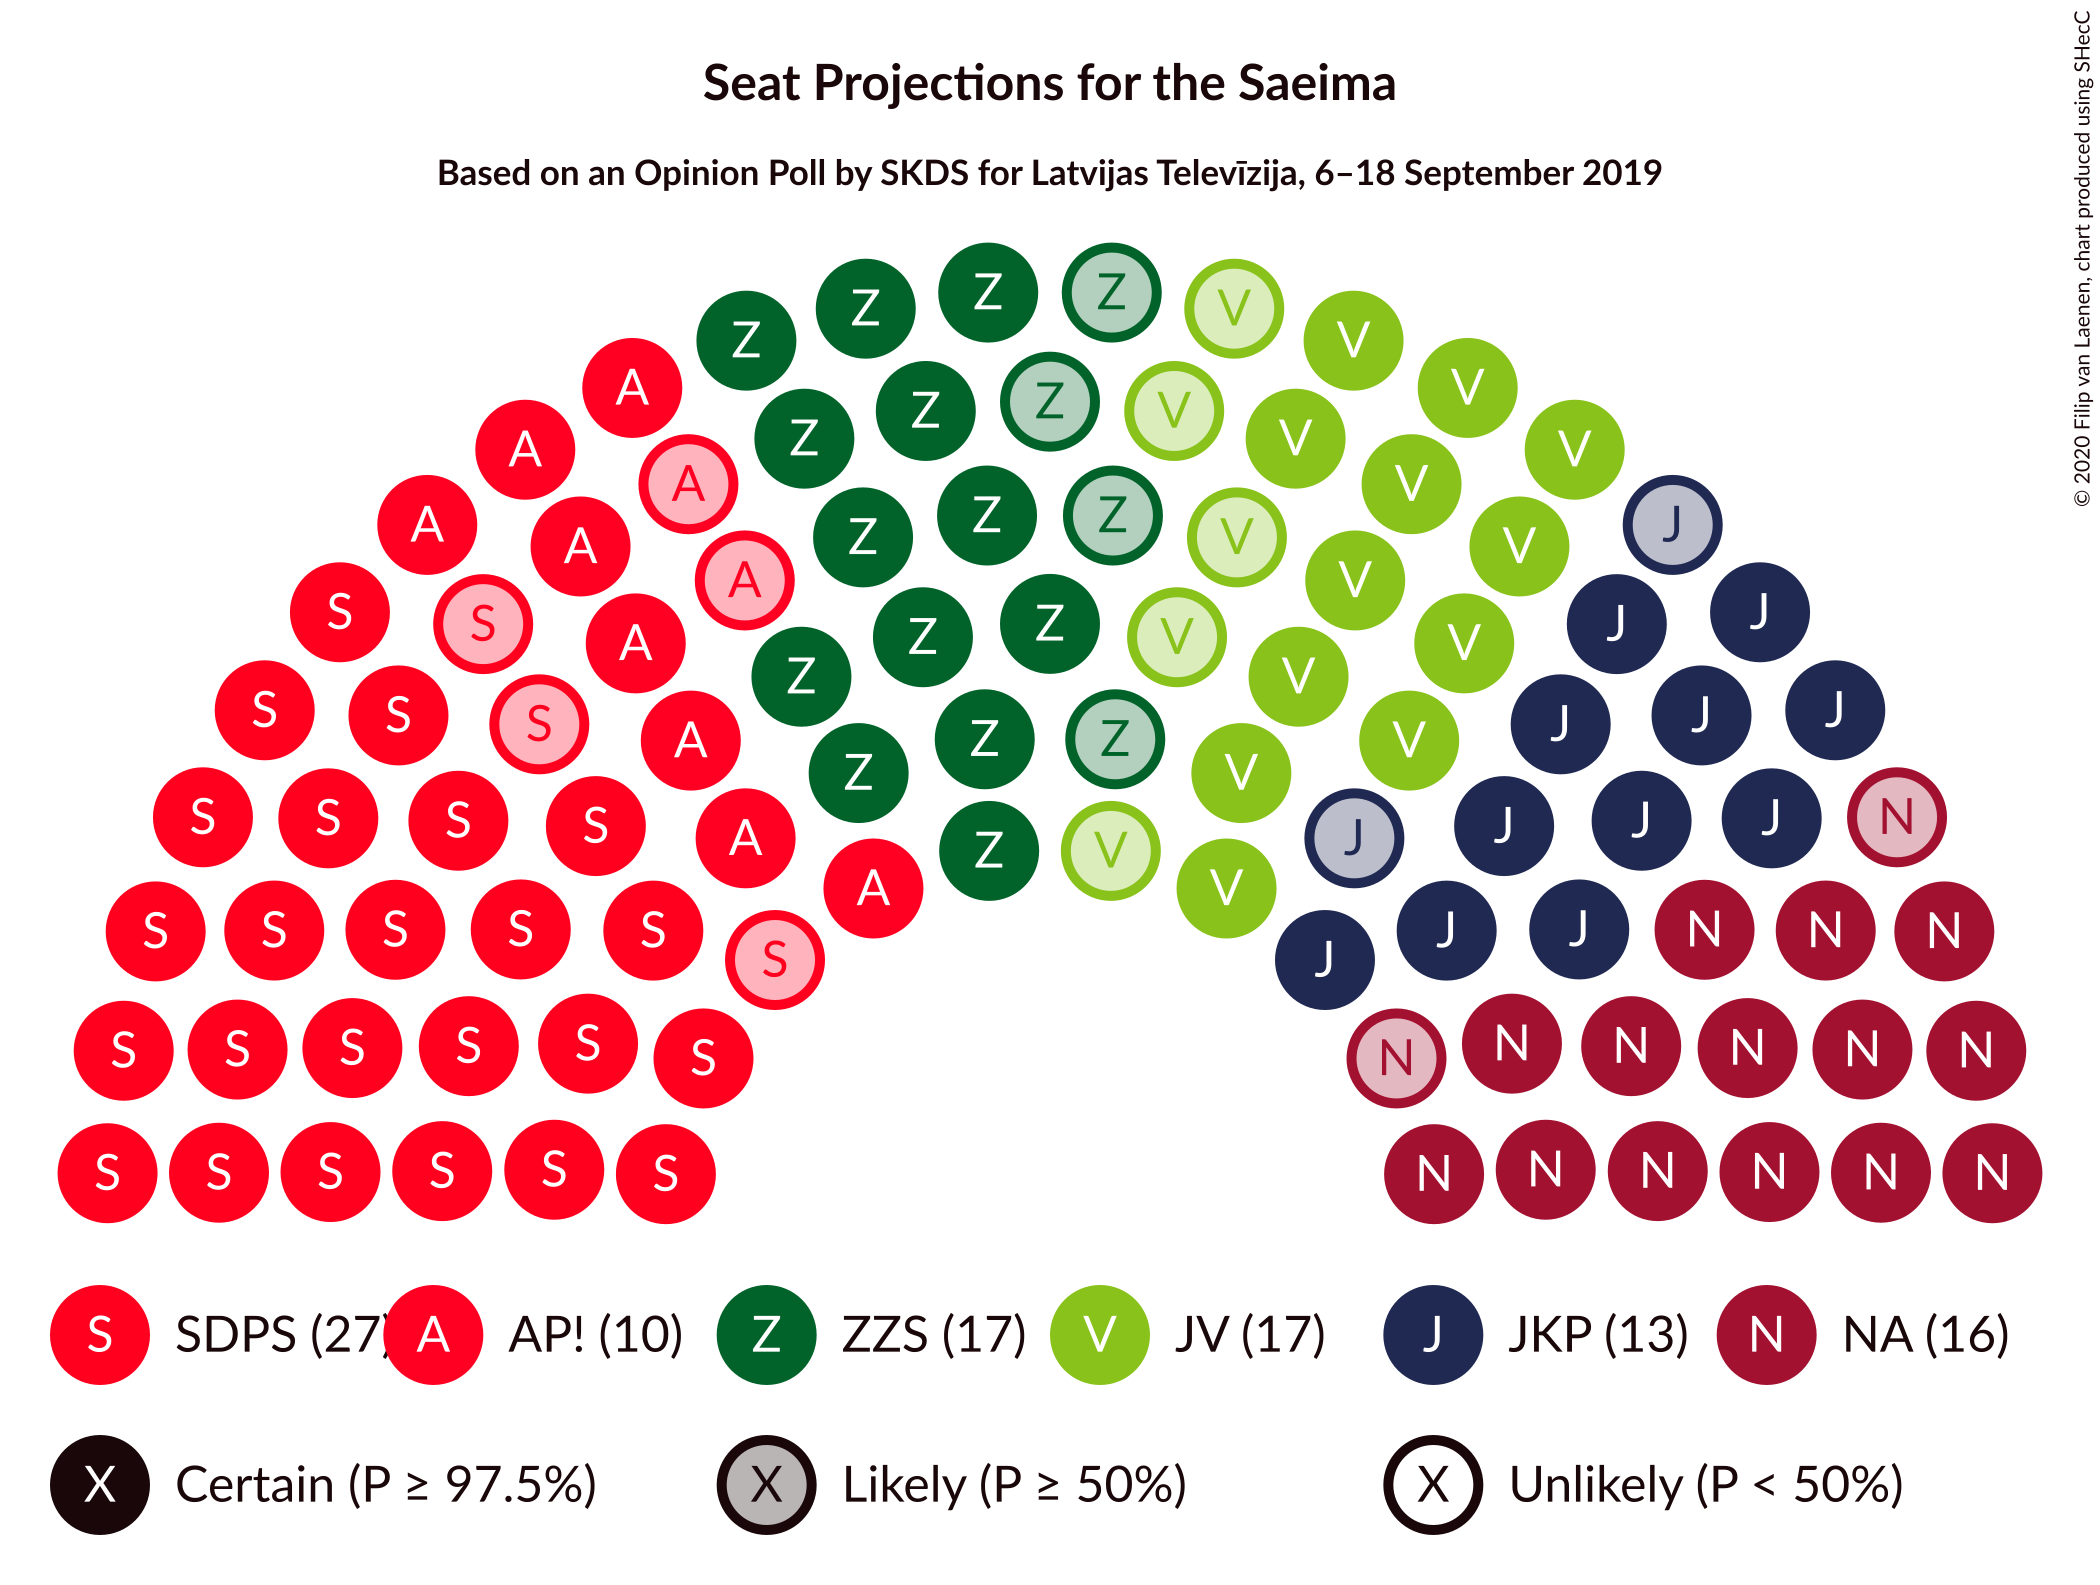 Seat Projections for the Saeima
Based on an Opinion Poll by SKDS for Latvijas Televīzija, 6–18 September 2019
© 2020 Filip van Laenen, chart produced using SHecC
Z Z Z Z V V
A Z V
A Z Z Z V V V
A A V J
A Z Z Z V V
A A V V
S S A Z Z V J J
S A Z V V
S S S A Z Z Z V V J J J
S S S S A Z V J J J J N
S A Z V V
S S S S S S J J J N N N
S S S S S S N N N N N N
S S S S S S N N N N N N
S SDPS (27) A AP! (10) Z ZZS (17) V JV (17) J JKP (13) N NA (16)
X Certain (P ≥ 97.5%) X Likely (P ≥ 50%) X Unlikely (P < 50%)